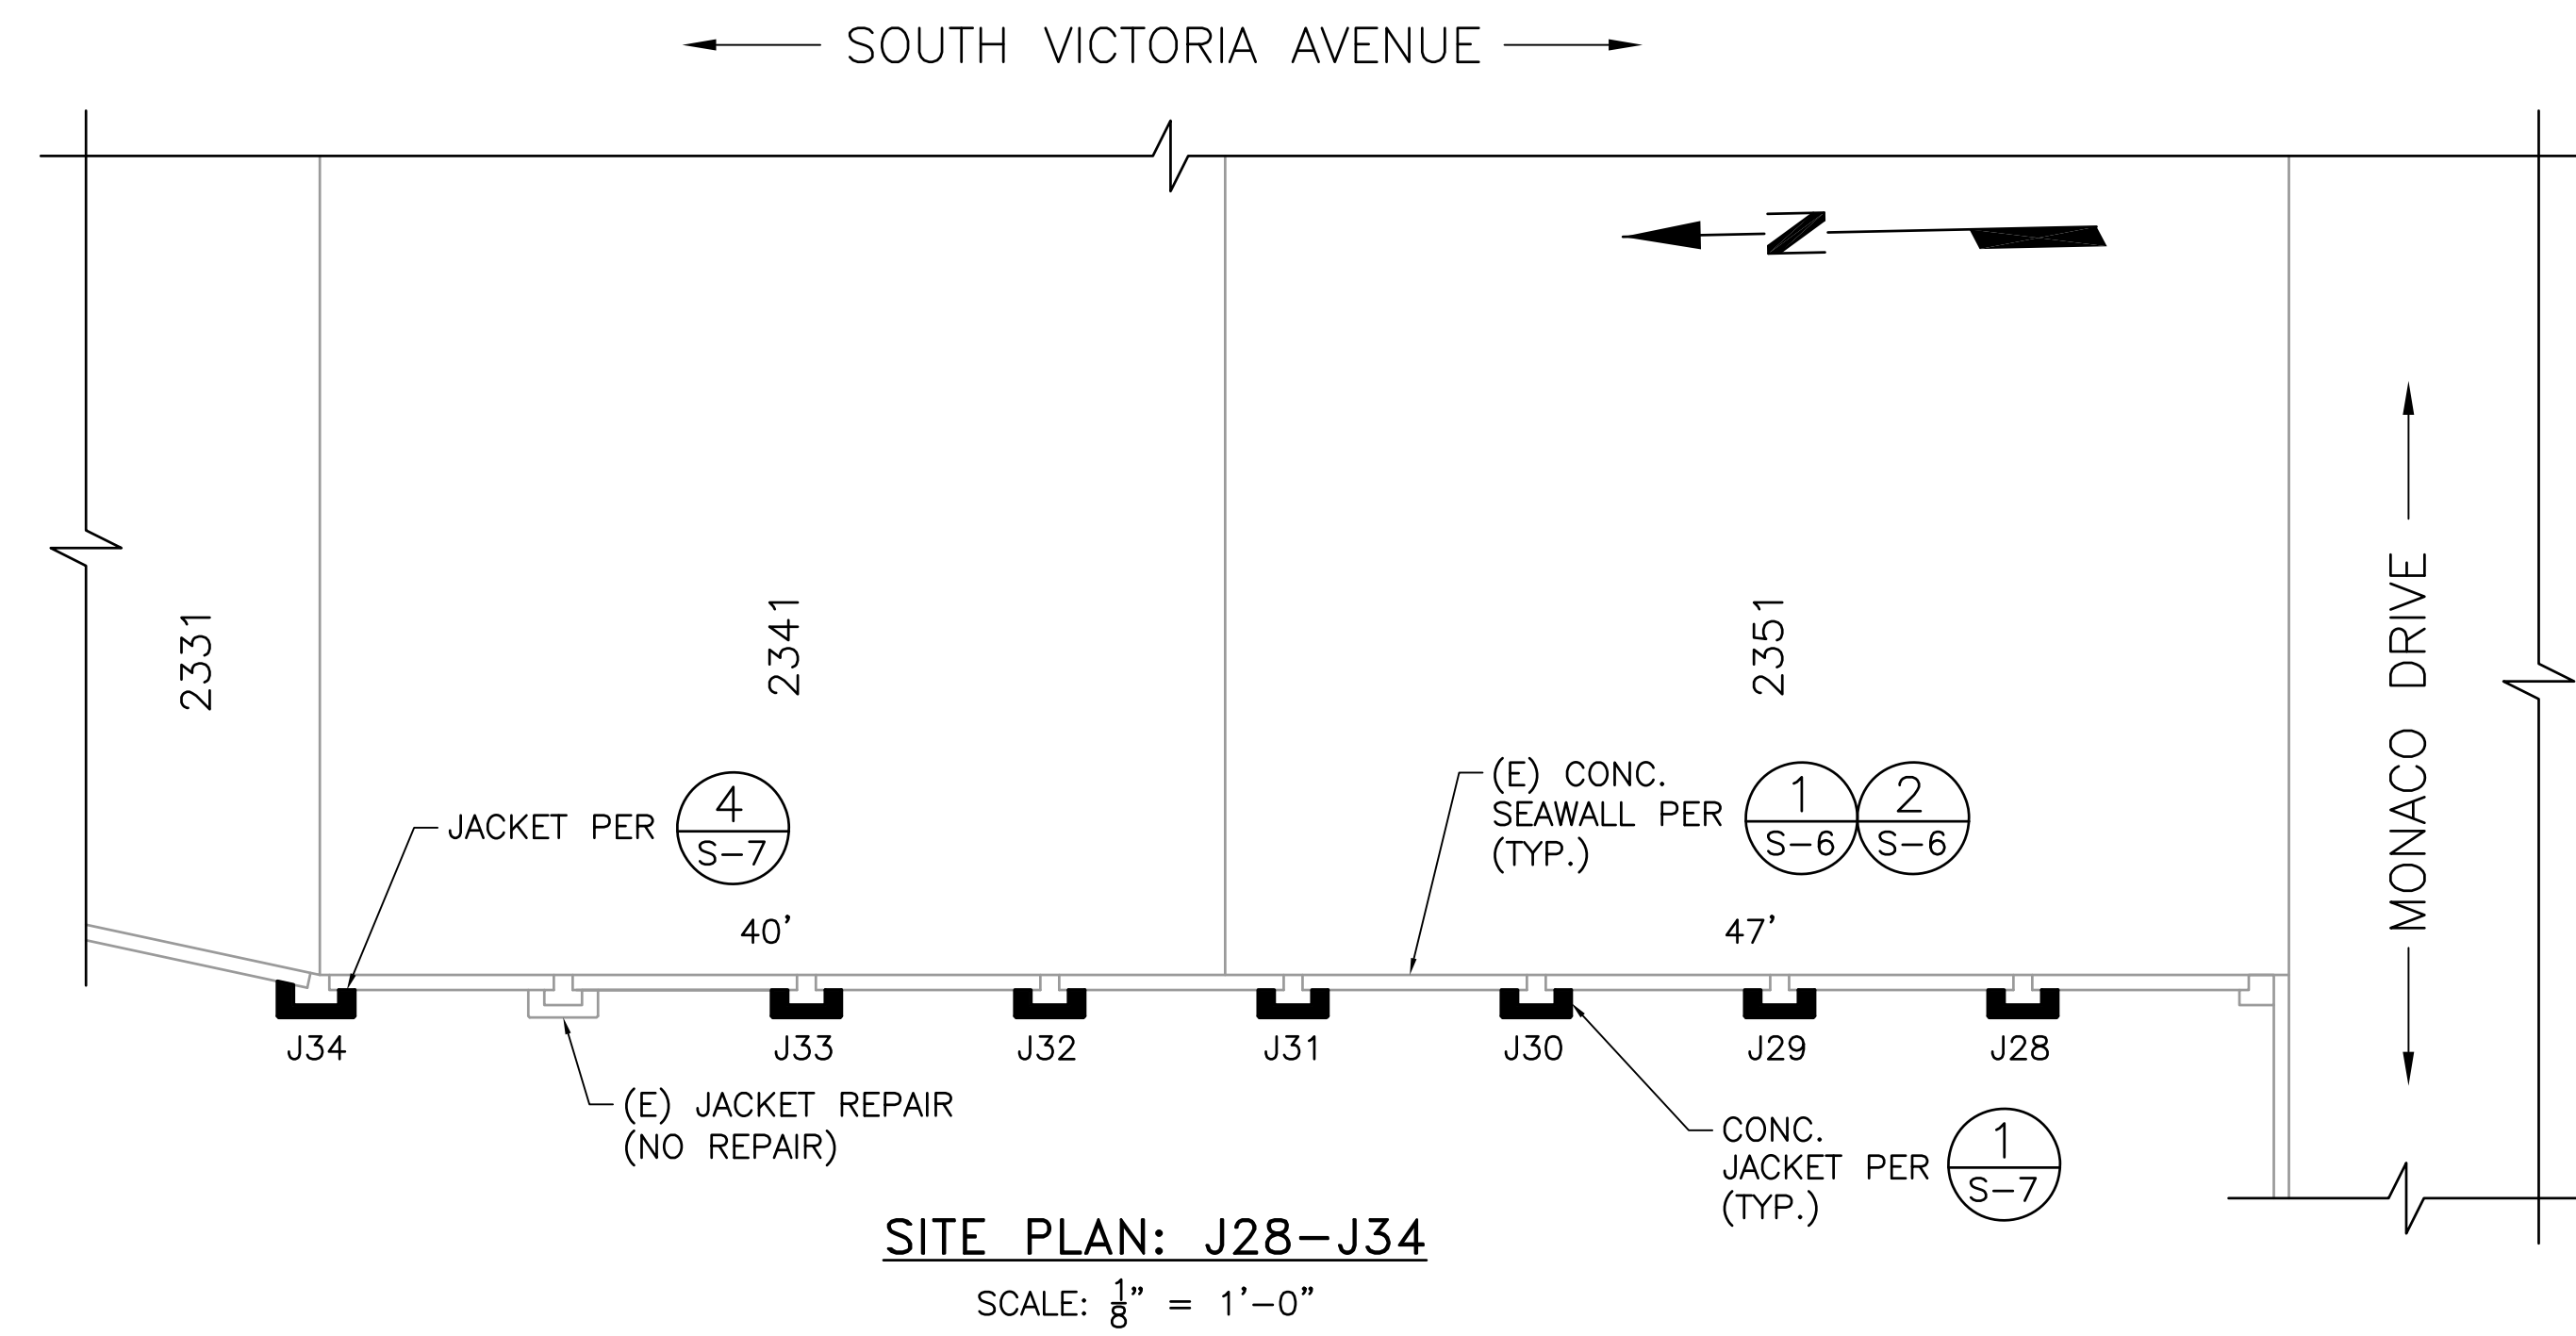 SOUTH VICTORIA AVENUE
N
2331
2341
2351
MONACO DRIVE
JACKET PER
4
S-7
(E) CONC.
SEAWALL PER
(TYP.)
1
S-6
2
S-6
40'
47'
J34
J33
J32
J31
J30
J29
J28
(E) JACKET REPAIR
(NO REPAIR)
CONC.
JACKET PER
(TYP.)
1
S-7
SITE PLAN: J28-J34
SCALE: 1/8" = 1'-0"